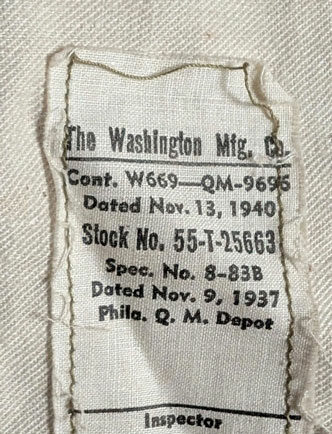 The Washington Mfg. Co.
Cont. W669—QM-9696
Dated Nov. 13, 1940
Stock No. 55-T-25663
Spec. No. 8-83B
Dated Nov. 9, 1937
Phila. Q. M. Depot
Inspector